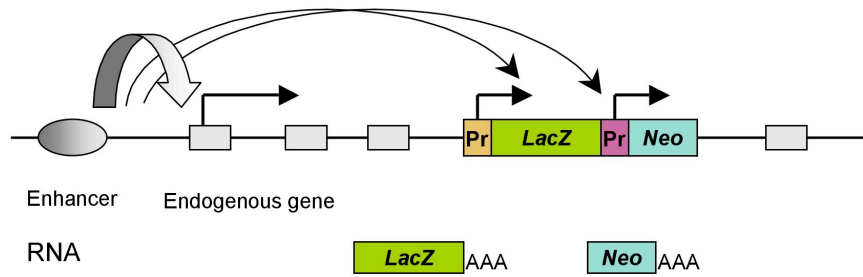 Pr LacZ Pr Neo
Enhancer Endogenous gene
RNA LacZ AAA Neo AAA